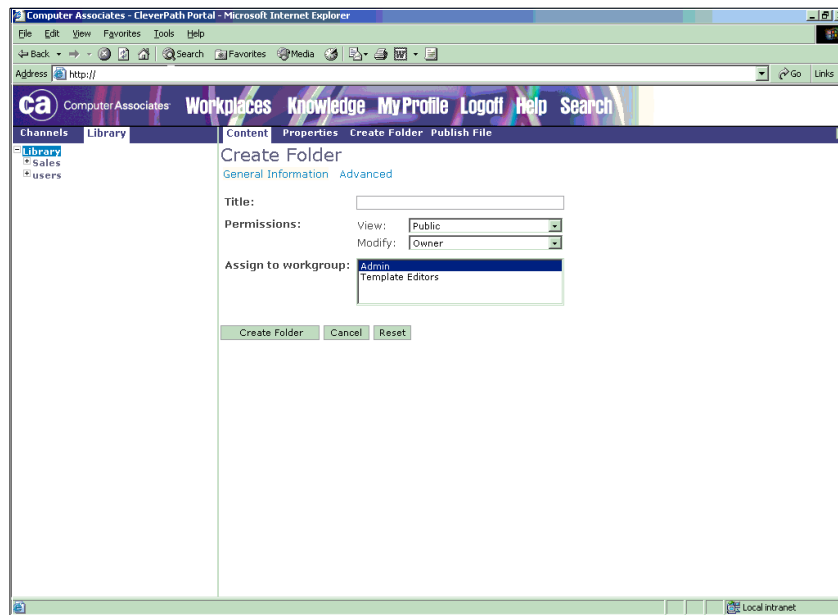 Computer Associates - CleverPath Portal - Microsoft Internet Explorer
File Edit View Favorites Tools Help
Back Search Favorites Media
Address http:// Go Links
ca Computer Associates Workplaces Knowledge My Profile Logoff Help Search
Channels Library Content Properties Create Folder Publish File
Library
Sales
users
Create Folder
General Information Advanced
Title:
Permissions: View: Public
Modify: Owner
Assign to workgroup: Admin
Template Editors
Create Folder Cancel Reset
Local intranet